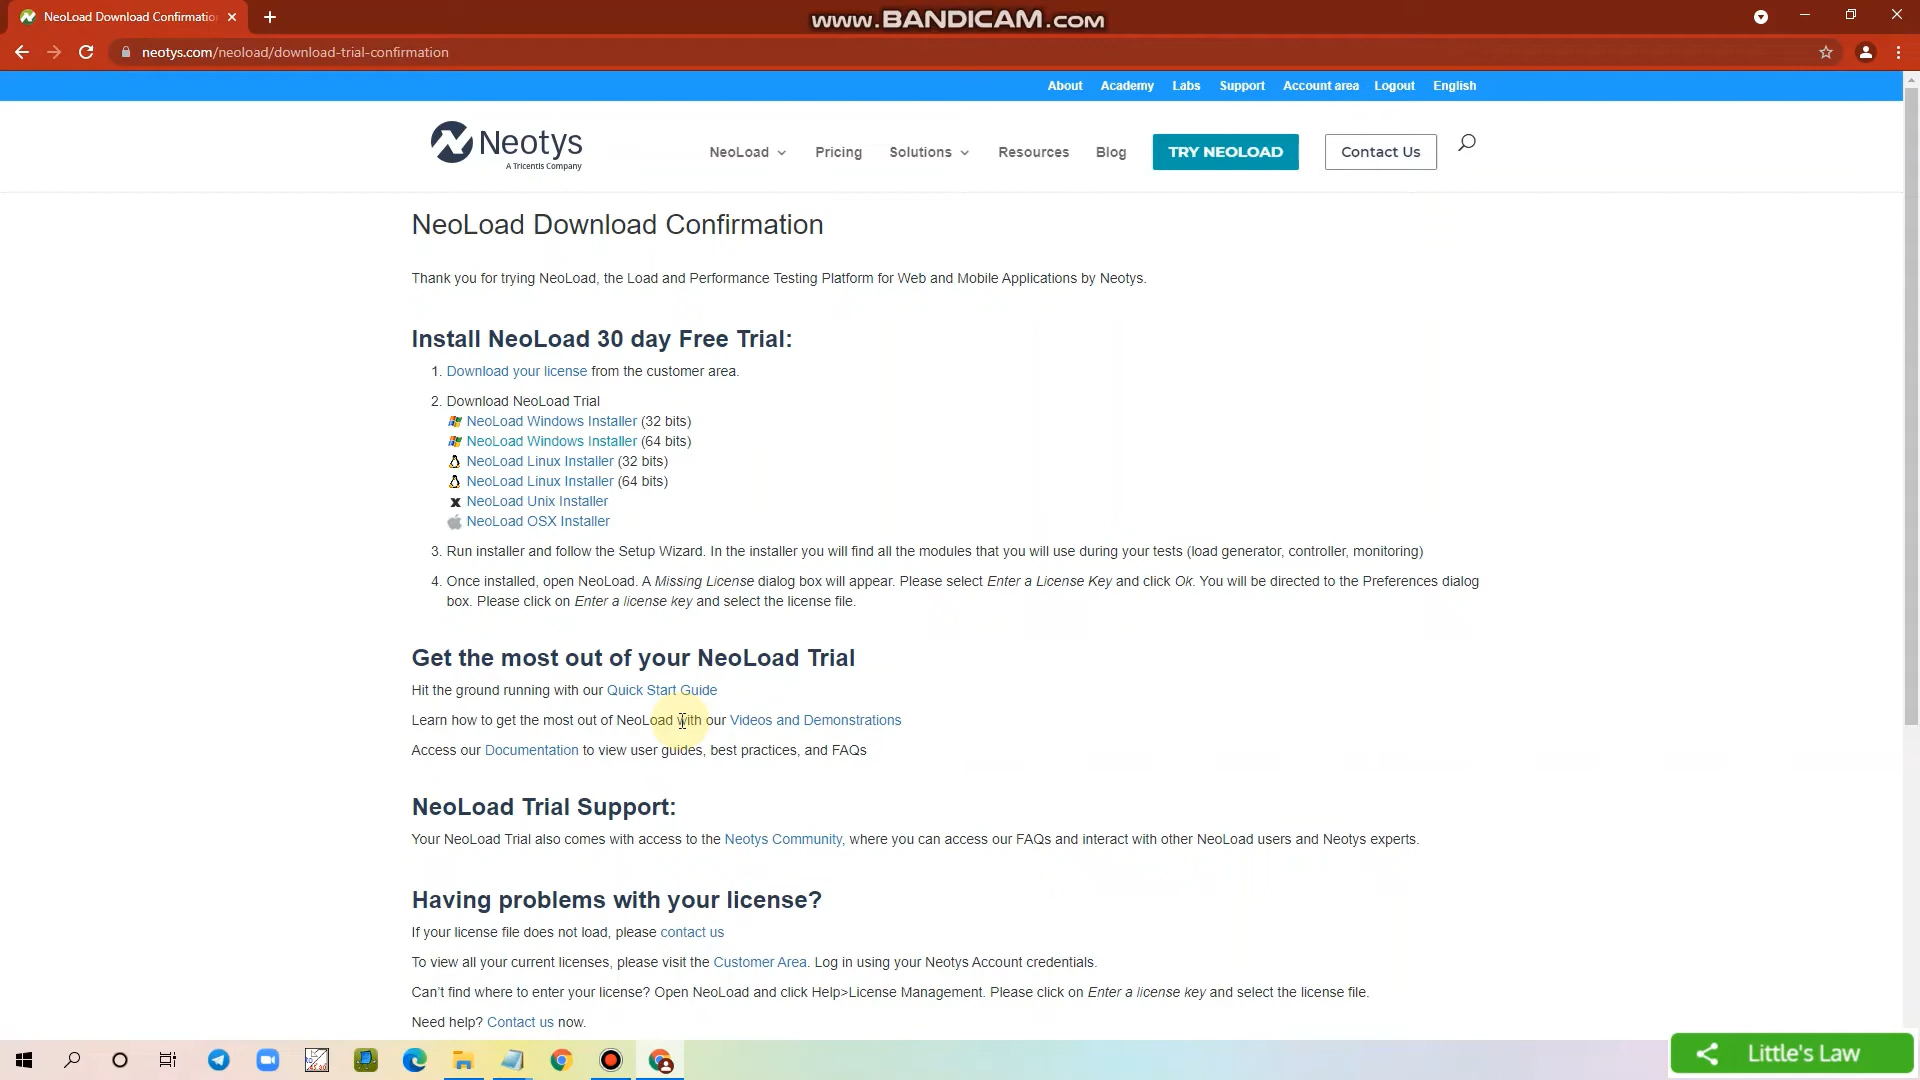 NeoLoad Download Confirmatio
www.BANDICAM.com
neotys.com/neoload/download-trial-confirmation
About Academy Labs Support Account area Logout English
Neotys
A Tricentis Company
NeoLoad Pricing Solutions Resources Blog TRY NEOLOAD Contact Us
NeoLoad Download Confirmation
Thank you for trying NeoLoad, the Load and Performance Testing Platform for Web and Mobile Applications by Neotys.
Install NeoLoad 30 day Free Trial:
1. Download your license from the customer area.
2. Download NeoLoad Trial
NeoLoad Windows Installer (32 bits)
NeoLoad Windows Installer (64 bits)
NeoLoad Linux Installer (32 bits)
NeoLoad Linux Installer (64 bits)
NeoLoad Unix Installer
NeoLoad OSX Installer
3. Run installer and follow the Setup Wizard. In the installer you will find all the modules that you will use during your tests (load generator, controller, monitoring)
4. Once installed, open NeoLoad. A Missing License dialog box will appear. Please select Enter a License Key and click Ok. You will be directed to the Preferences dialog
box. Please click on Enter a license key and select the license file.
Get the most out of your NeoLoad Trial
Hit the ground running with our Quick Start Guide
Learn how to get the most out of NeoLoad with our Videos and Demonstrations
Access our Documentation to view user guides, best practices, and FAQs
NeoLoad Trial Support:
Your NeoLoad Trial also comes with access to the Neotys Community, where you can access our FAQs and interact with other NeoLoad users and Neotys experts.
Having problems with your license?
If your license file does not load, please contact us
To view all your current licenses, please visit the Customer Area. Log in using your Neotys Account credentials.
Can't find where to enter your license? Open NeoLoad and click Help>License Management. Please click on Enter a license key and select the license file.
Need help? Contact us now.
Little's Law